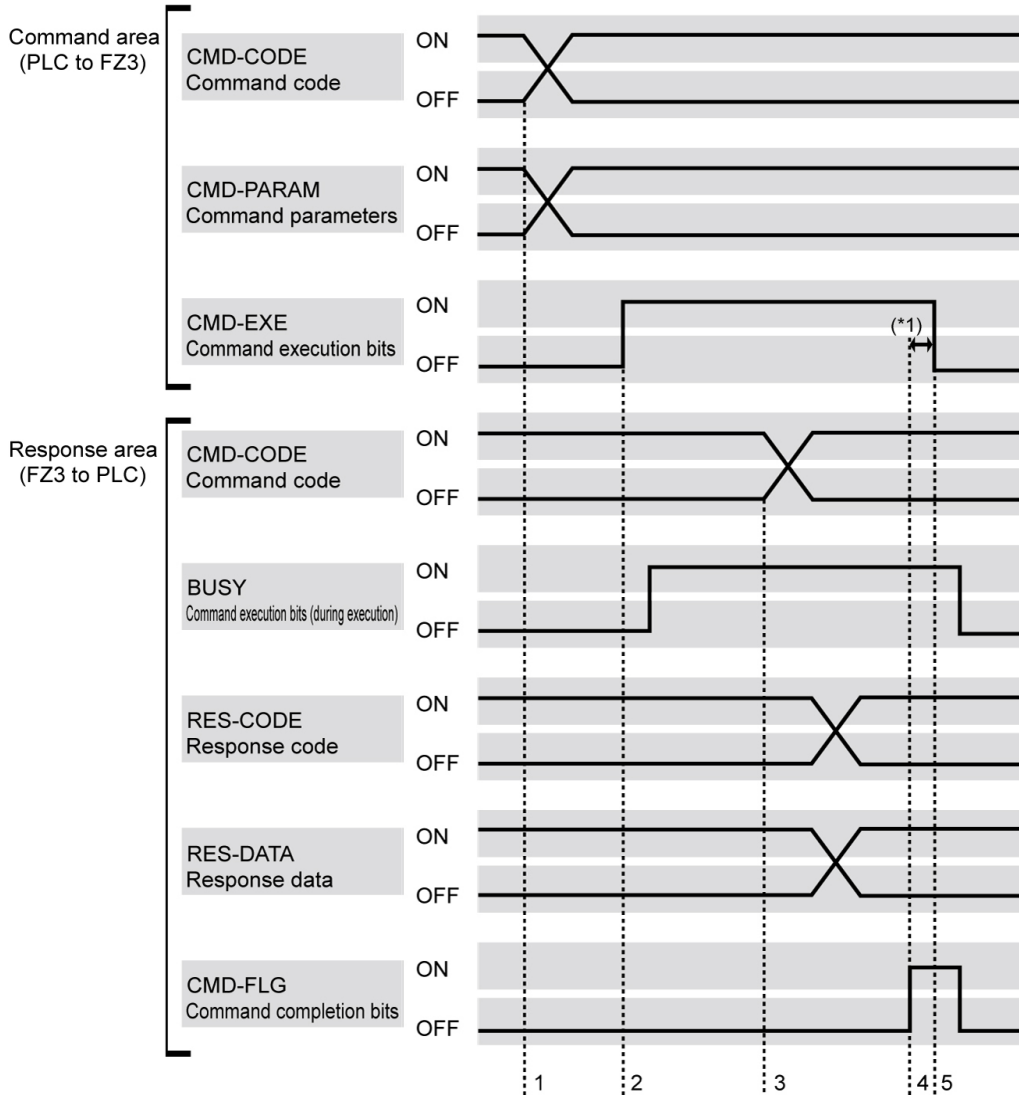 Command area
(PLC to FZ3)
CMD-CODE
Command code
ON
OFF
CMD-PARAM
Command parameters
ON
OFF
CMD-EXE
Command execution bits
ON
OFF
(*1)
Response area
(FZ3 to PLC)
CMD-CODE
Command code
ON
OFF
BUSY
Command execution bits (during execution)
ON
OFF
RES-CODE
Response code
ON
OFF
RES-DATA
Response data
ON
OFF
CMD-FLG
Command completion bits
ON
OFF
1 2 3 4 5